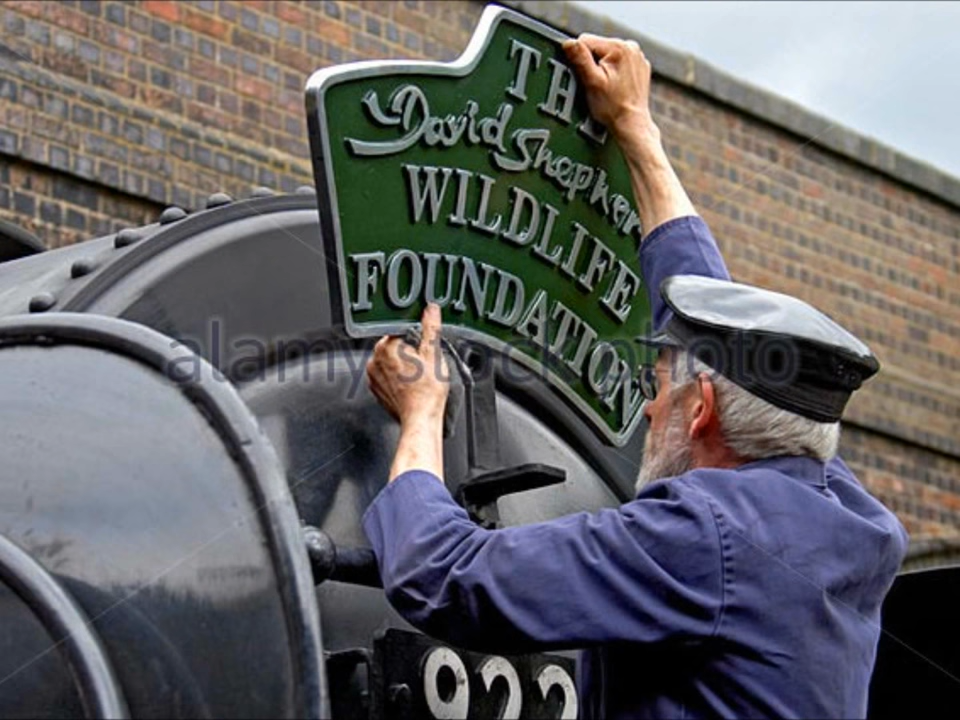 THE
David Shepherd
WILDLIFE
FOUNDATION
alamy stock photo
922